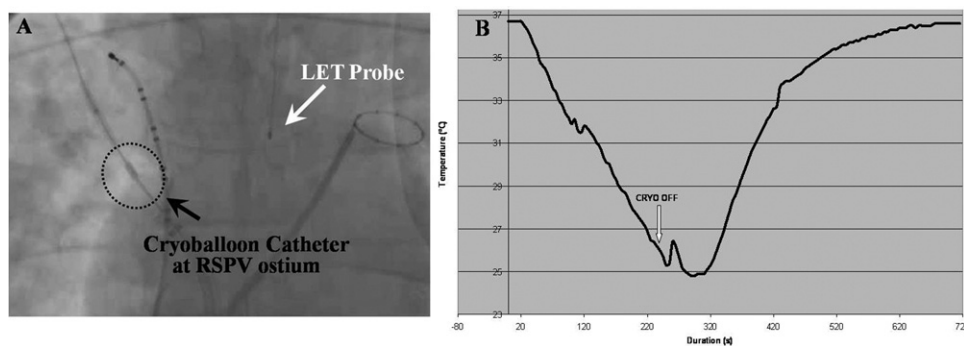 A
LET Probe
Cryoballoon Catheter
at RSPV ostium
B
Temperature (°C)
37
35
33
31
29
27
25
23
CRYO OFF
-80 20 120 220 320 420 520 620 72
Duration (s)